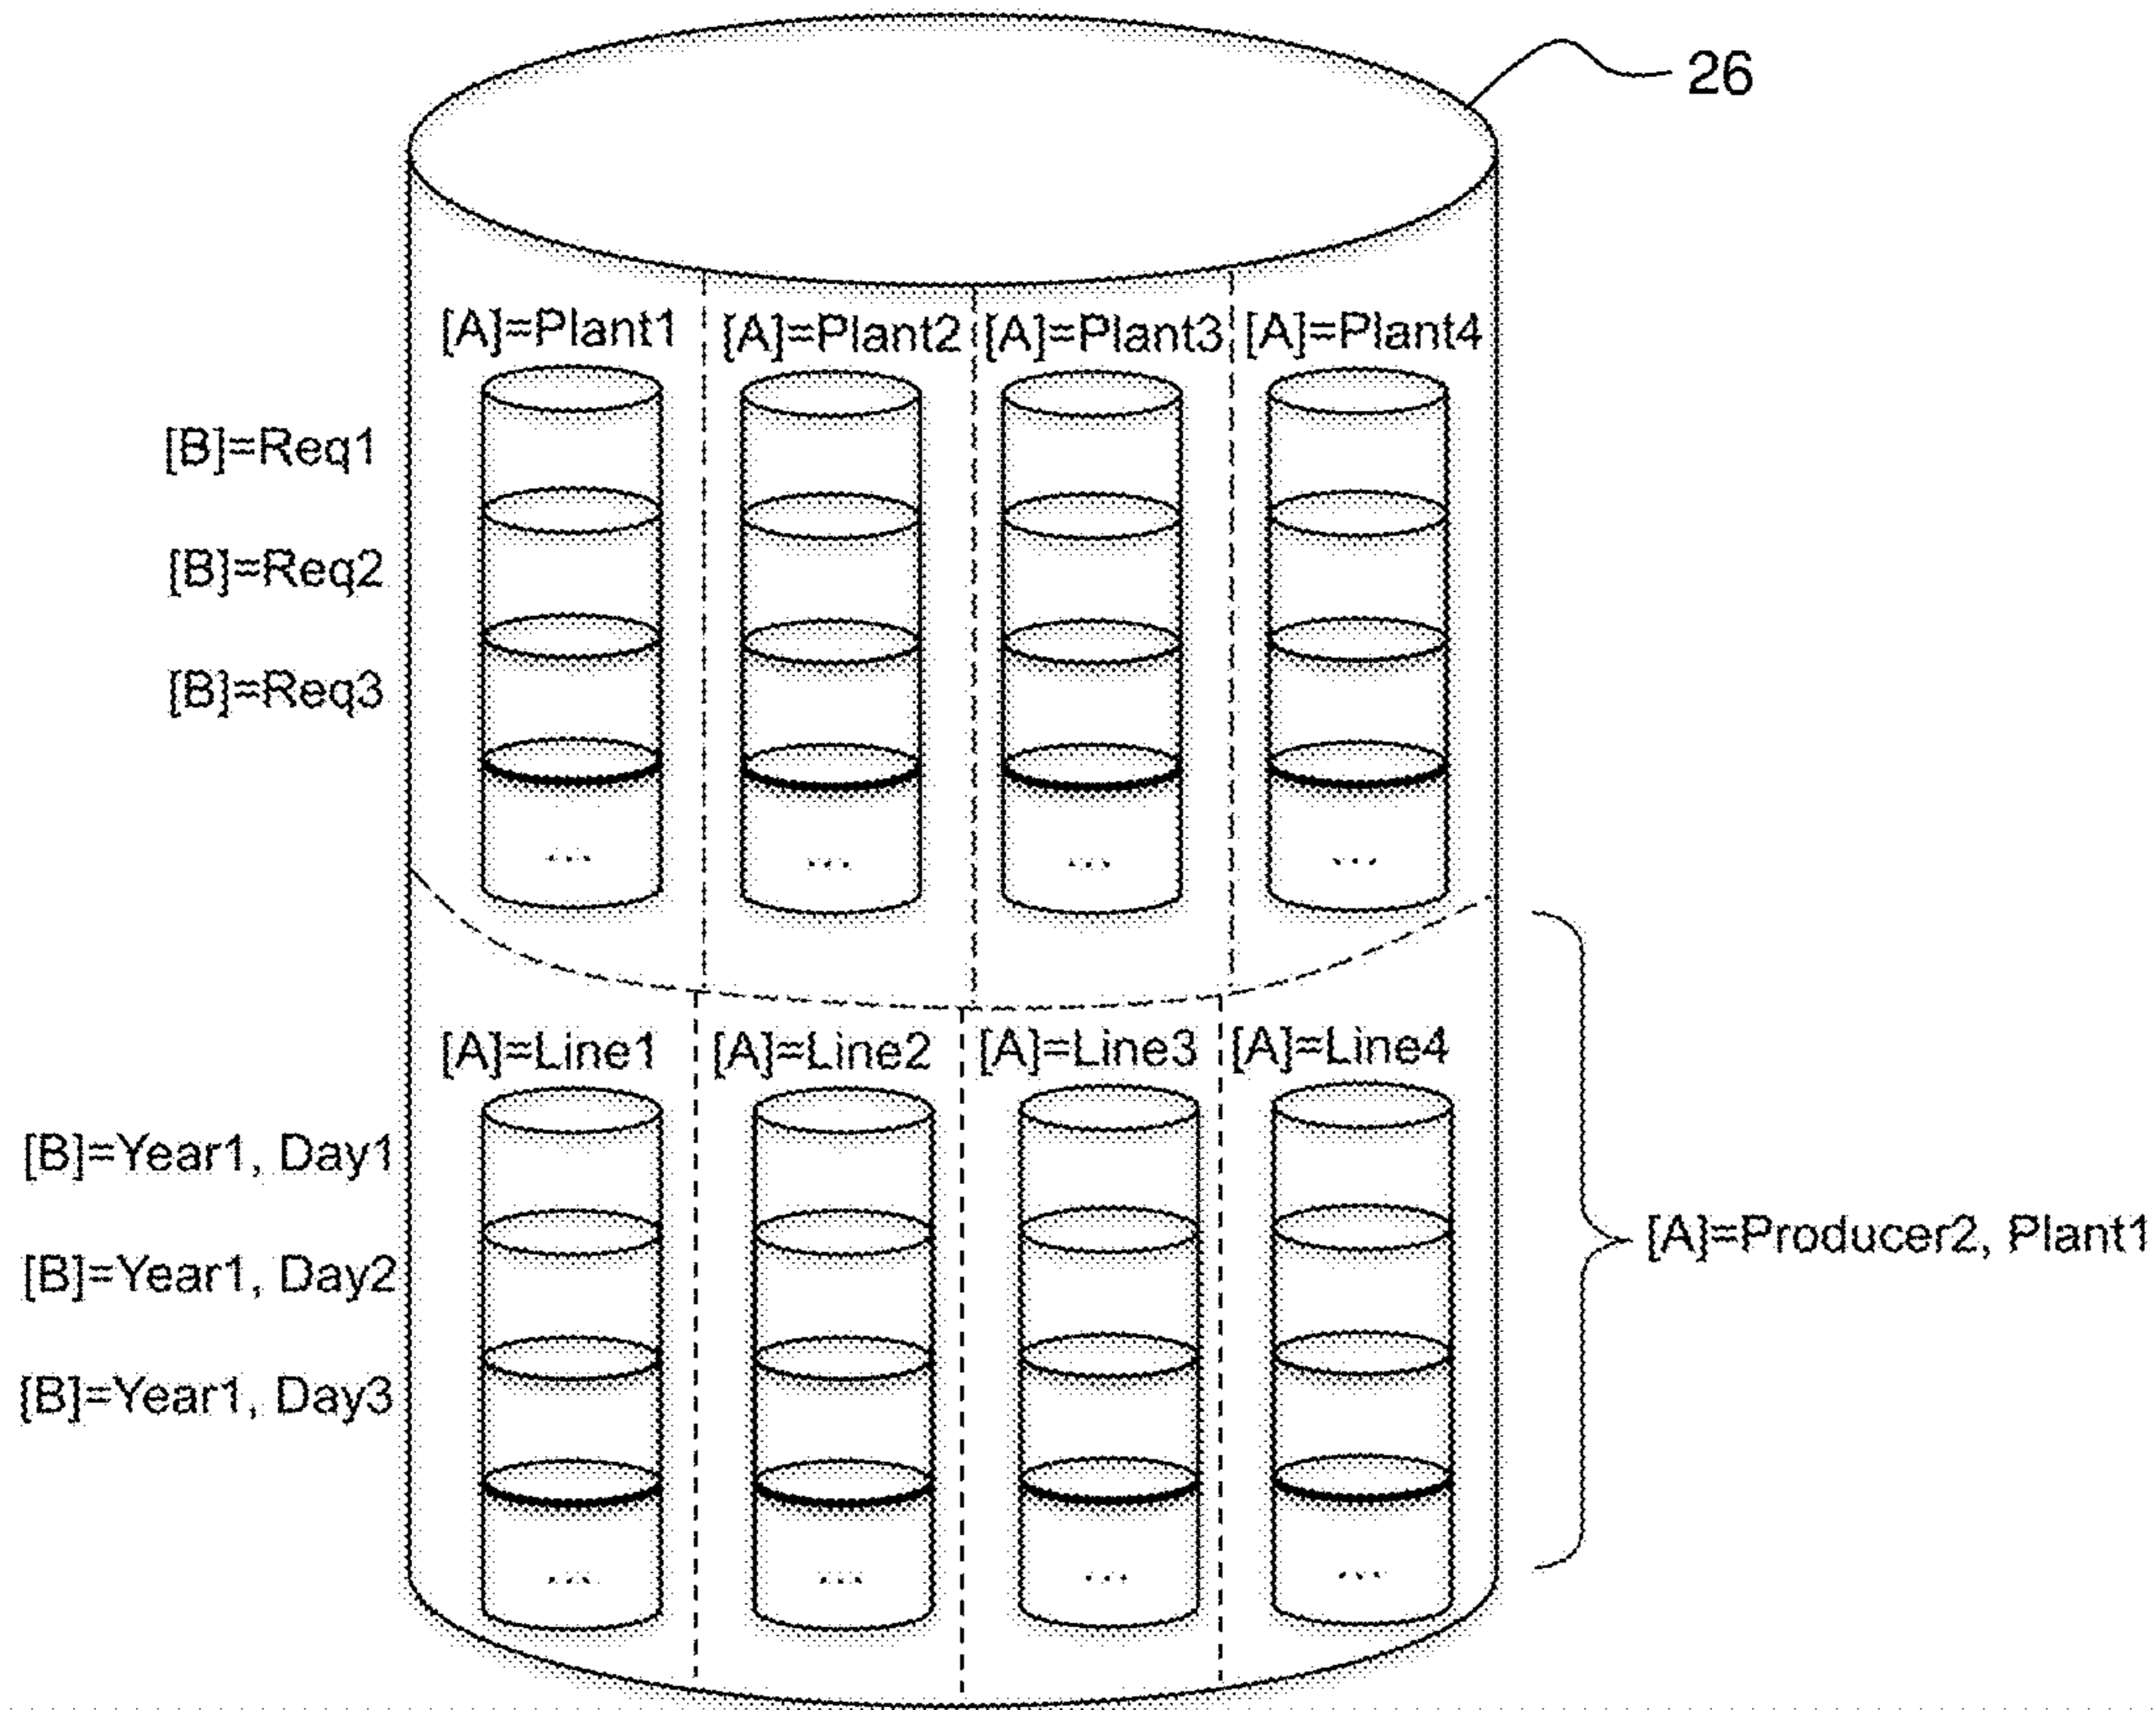 26
[A]=Plant1 [A]=Plant2 [A]=Plant3 [A]=Plant4
[B]=Req1
[B]=Req2
[B]=Req3
... ... ... ...
[A]=Line1 [A]=Line2 [A]=Line3 [A]=Line4
[B]=Year1, Day1
[A]=Producer2, Plant1
[B]=Year1, Day2
[B]=Year1, Day3
... ... ... ...